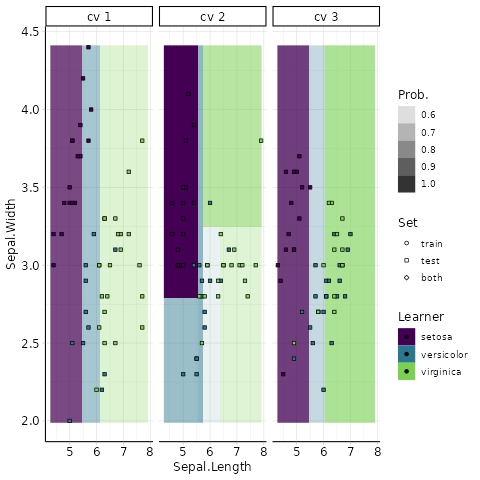 cv 1 cv 2 cv 3
4.5
4.0
3.5
3.0
2.5
2.0
Sepal.Width
5 6 7 8 5 6 7 8 5 6 7 8
Sepal.Length
Prob.
0.6
0.7
0.8
0.9
1.0
Set
train
test
both
Learner
setosa
versicolor
virginica